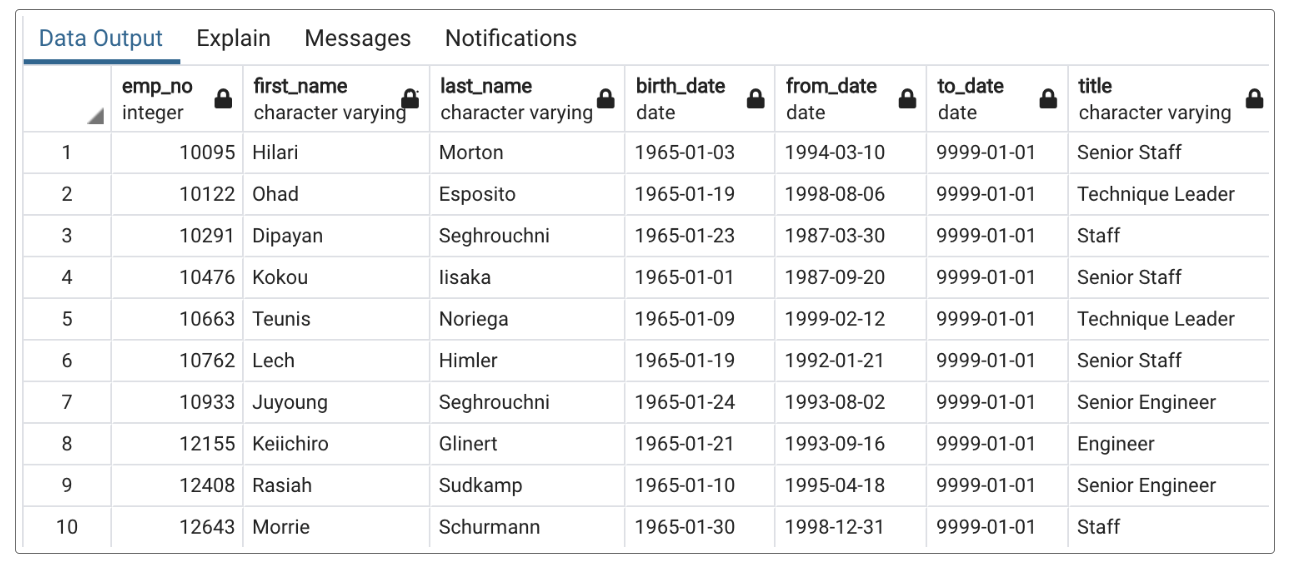 Data Output Explain Messages Notifications
emp_no first_name last_name birth_date from_date to_date title
integer character varying character varying date date date character varying
1 10095 Hilari Morton 1965-01-03 1994-03-10 9999-01-01 Senior Staff
2 10122 Ohad Esposito 1965-01-19 1998-08-06 9999-01-01 Technique Leader
3 10291 Dipayan Seghrouchni 1965-01-23 1987-03-30 9999-01-01 Staff
4 10476 Kokou Iisaka 1965-01-01 1987-09-20 9999-01-01 Senior Staff
5 10663 Teunis Noriega 1965-01-09 1999-02-12 9999-01-01 Technique Leader
6 10762 Lech Himler 1965-01-19 1992-01-21 9999-01-01 Senior Staff
7 10933 Juyoung Seghrouchni 1965-01-24 1993-08-02 9999-01-01 Senior Engineer
8 12155 Keiichiro Glinert 1965-01-21 1993-09-16 9999-01-01 Engineer
9 12408 Rasiah Sudkamp 1965-01-10 1995-04-18 9999-01-01 Senior Engineer
10 12643 Morrie Schurmann 1965-01-30 1998-12-31 9999-01-01 Staff